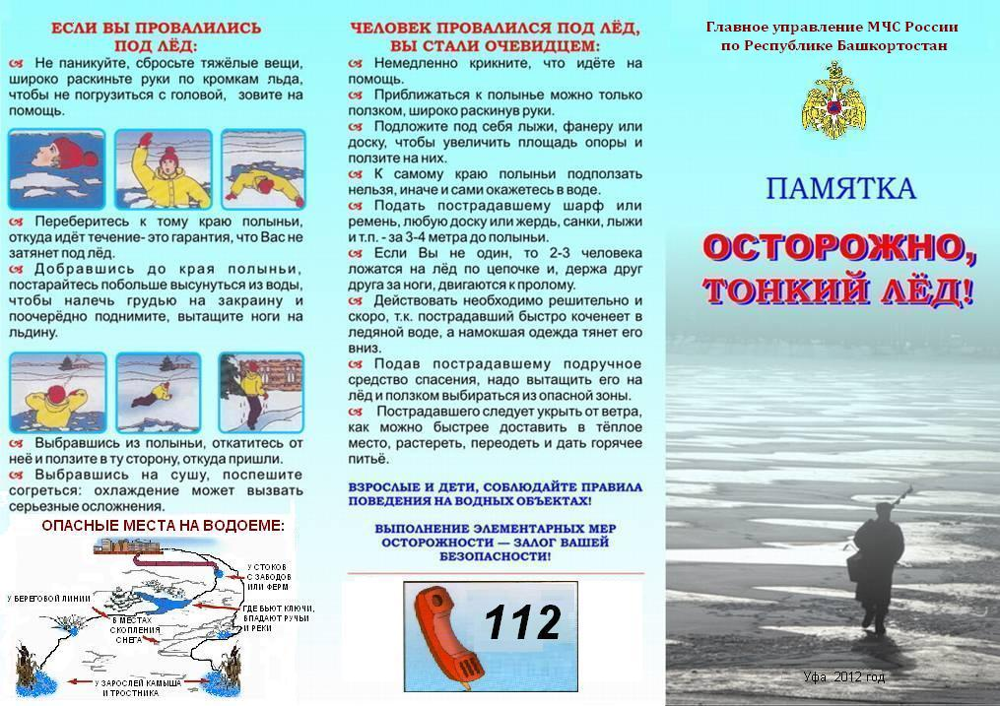 ЕСЛИ ВЫ ПРОВАЛИЛИСЬ
ПОД ЛЁД:
Не паникуйте, сбросьте тяжёлые вещи,
широко раскиньте руки по кромкам льда,
чтобы не погрузиться с головой, зовите на
помощь.
Переберитесь к тому краю полыньи,
откуда идёт течение- это гарантия, что Вас не
затянет под лёд.
Добравшись до края полыньи,
постарайтесь побольше высунуться из воды,
чтобы налечь грудью на закраину и
поочерёдно поднимите, вытащите ноги на
льдину.
Выбравшись из полыньи, откатитесь от
неё и ползите в ту сторону, откуда пришли.
Выбравшись на сушу, поспешите
согреться: охлаждение может вызвать
серьезные осложнения.
ОПАСНЫЕ МЕСТА НА ВОДОЕМЕ:
У СТОКОВ
С ЗАВОДОВ
ИЛИ ФЕРМ
У БЕРЕГОВОЙ ЛИНИИ
ГДЕ БЬЮТ КЛЮЧИ,
ВПАДАЮТ РУЧЬИ
И РЕКИ
В МЕСТАХ
СКОПЛЕНИЯ
СНЕГА
У ЗАРОСЛЕЙ КАМЫША
И ТРОСТНИКА
ЧЕЛОВЕК ПРОВАЛИЛСЯ ПОД ЛЁД,
ВЫ СТАЛИ ОЧЕВИДЦЕМ:
Немедленно крикните, что идёте на
помощь.
Приближаться к полынье можно только
ползком, широко раскинув руки.
Подложите под себя лыжи, фанеру или
доску, чтобы увеличить площадь опоры и
ползите на них.
К самому краю полыньи подползать
нельзя, иначе и сами окажетесь в воде.
Подать пострадавшему шарф или
ремень, любую доску или жердь, санки, лыжи
и т.п. - за 3-4 метра до полыньи.
Если Вы не один, то 2-3 человека
ложатся на лёд по цепочке и, держа друг
друга за ноги, двигаются к пролому.
Действовать необходимо решительно и
скоро, т.к. пострадавший быстро коченеет в
ледяной воде, а намокшая одежда тянет его
вниз.
Подав пострадавшему подручное
средство спасения, надо вытащить его на
лёд и ползком выбираться из опасной зоны.
Пострадавшего следует укрыть от ветра,
как можно быстрее доставить в тёплое
место, растереть, переодеть и дать горячее
питьё.
ВЗРОСЛЫЕ И ДЕТИ, СОБЛЮДАЙТЕ ПРАВИЛА
ПОВЕДЕНИЯ НА ВОДНЫХ ОБЪЕКТАХ!
ВЫПОЛНЕНИЕ ЭЛЕМЕНТАРНЫХ МЕР
ОСТОРОЖНОСТИ — ЗАЛОГ ВАШЕЙ
БЕЗОПАСНОСТИ!
112
Главное управление МЧС России
по Республике Башкортостан
ПАМЯТКА
ОСТОРОЖНО,
ТОНКИЙ ЛЁД!
Уфа 2012 год